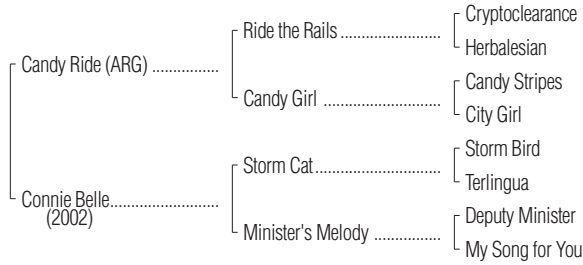 Cryptoclearance
Ride the Rails ....................
Herbalesian
Candy Ride (ARG) ................
Candy Stripes
Candy Girl .......................
City Girl
Storm Bird
Storm Cat..........................
Terlingua
Connie Belle..........................
(2002)
Deputy Minister
Minister's Melody ................
My Song for You